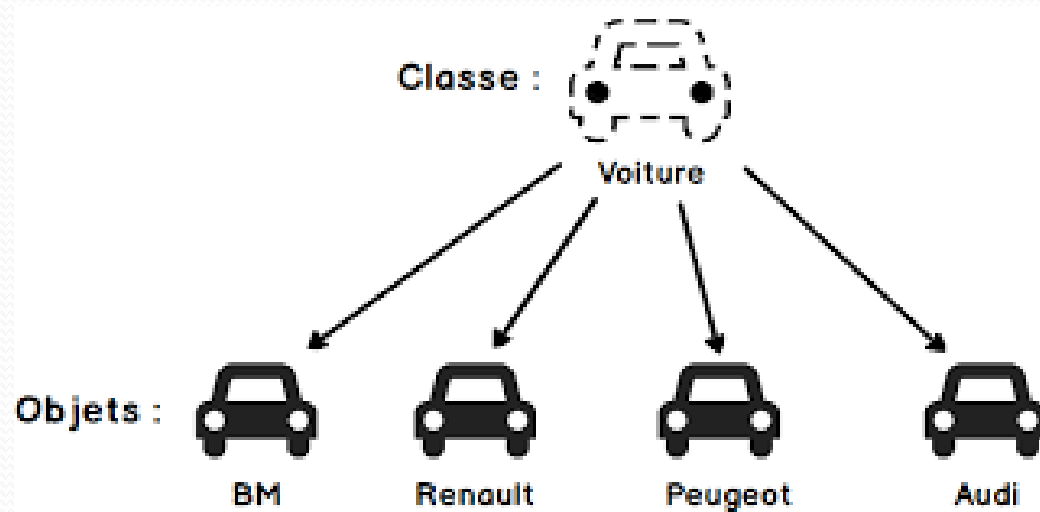 Classe :
Voiture
Objets :
BM
Renault
Peugeot
Audi